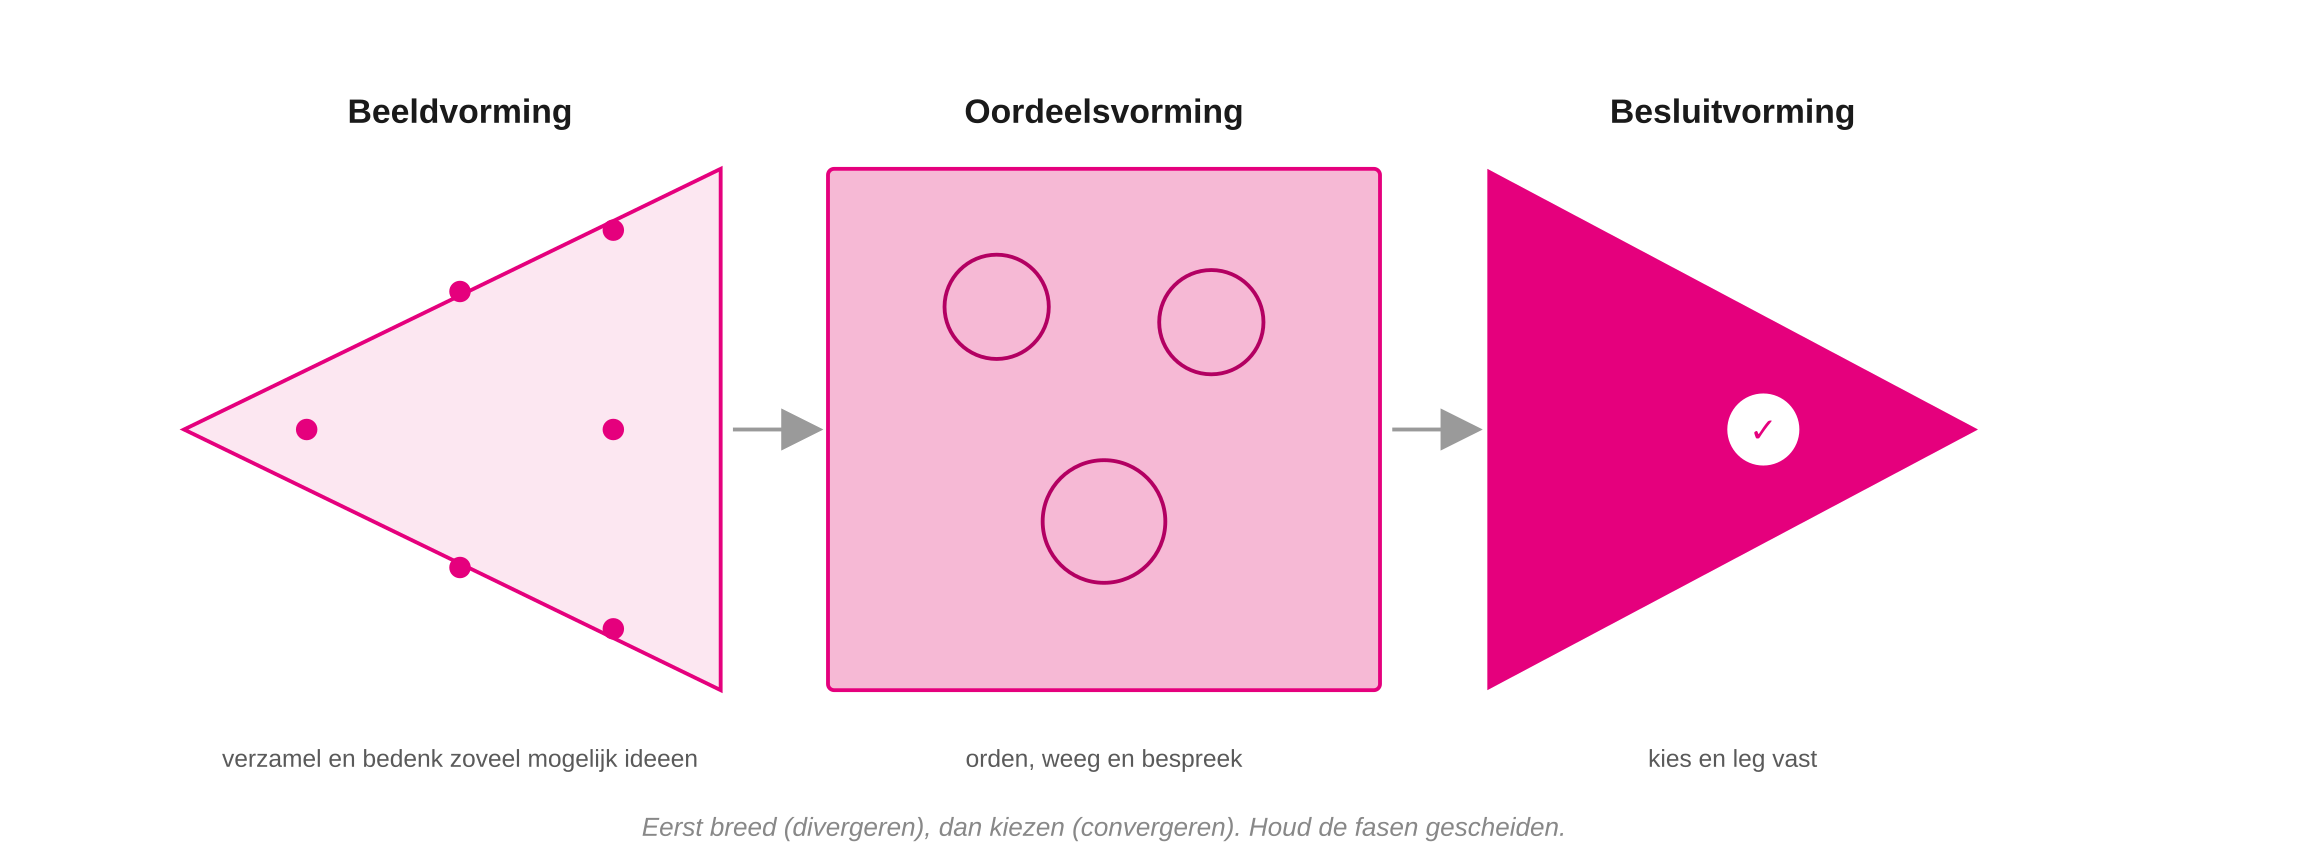 Beeldvorming
Oordeelsvorming
Besluitvorming
✓
verzamel en bedenk zoveel mogelijk ideeen
orden, weeg en bespreek
kies en leg vast
Eerst breed (divergeren), dan kiezen (convergeren). Houd de fasen gescheiden.